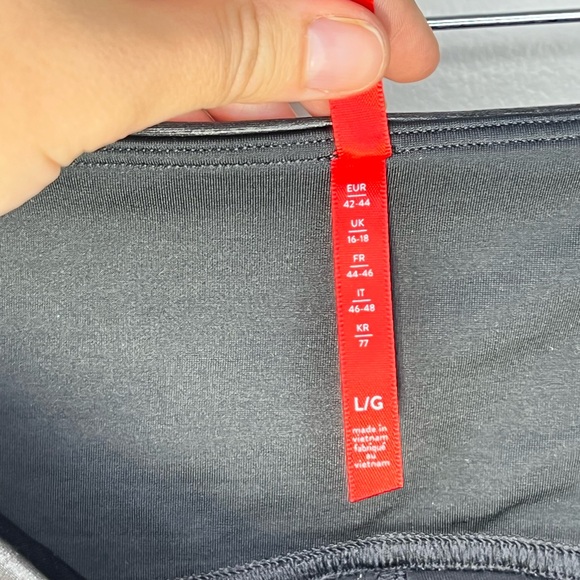 EUR
42-44
UK
16-18
FR
44-46
IT
46-48
KR
77
L/G
made in
vietnam
fabriqué
au
vietnam